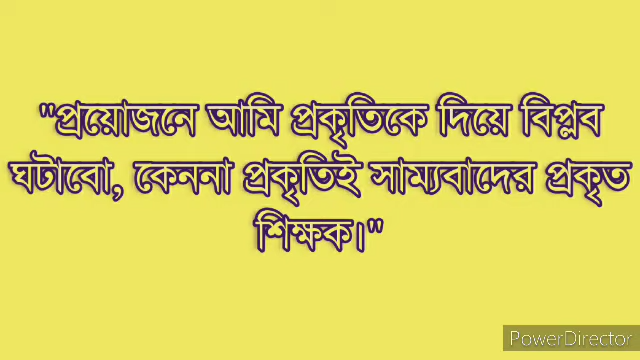 "প্রয়োজনে আমি প্রকৃতিকে দিয়ে বিপ্লব
ঘটাবো, কেননা প্রকৃতিই সাম্যবাদের প্রকৃত
শিক্ষক।"
PowerDirector